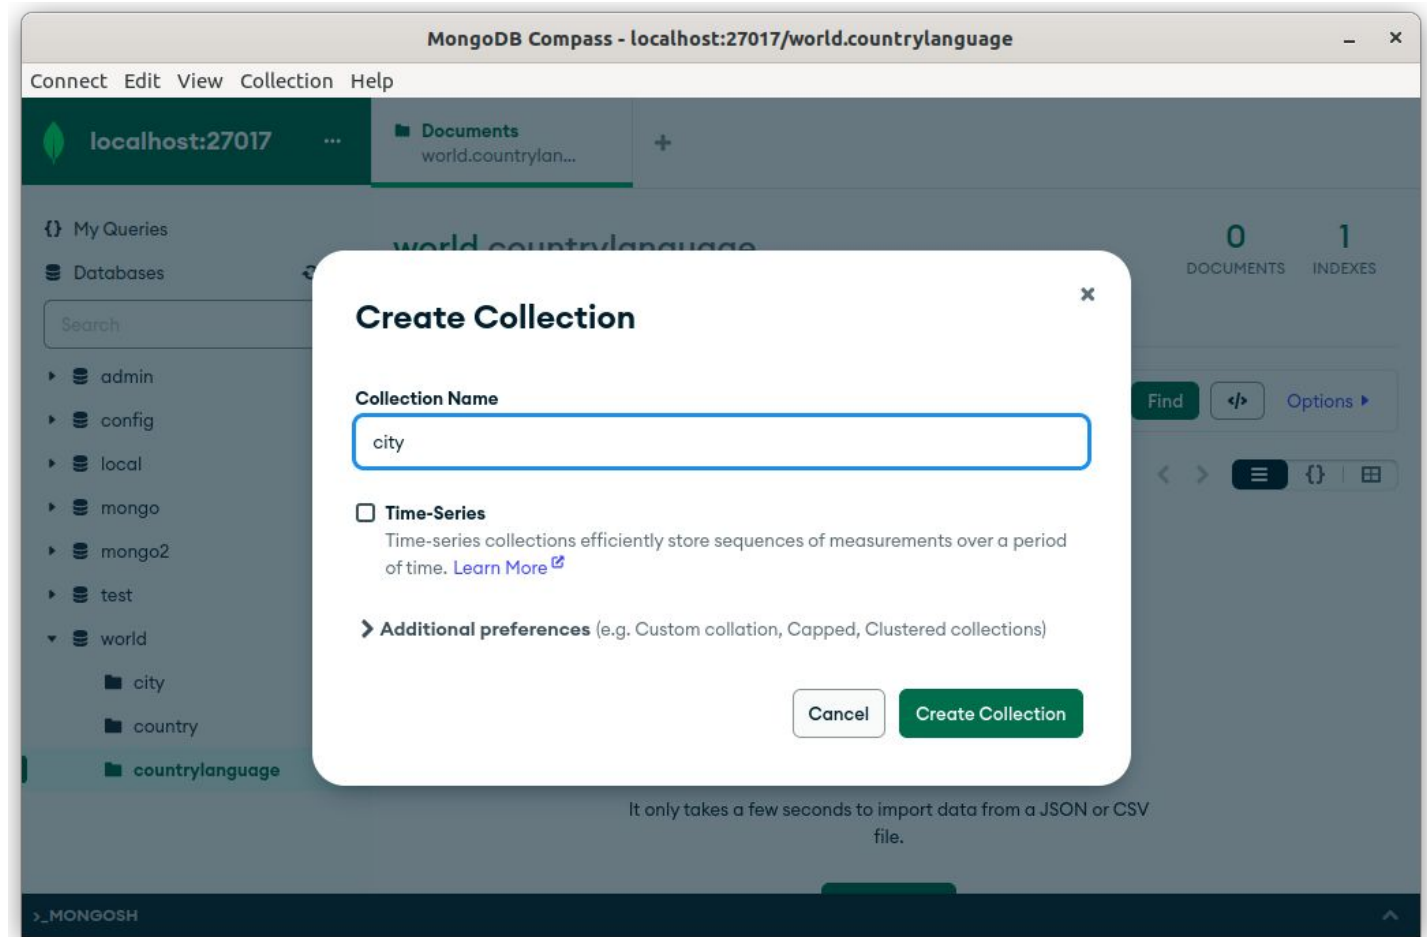 MongoDB Compass - localhost:27017/world.countrylanguage
Connect Edit View Collection Help
localhost:27017 ...
Documents
world.countrylan...
{} My Queries
Databases
Search
admin
config
local
mongo
mongo2
test
world
city
country
countrylanguage
world.countrylanguage
0
DOCUMENTS
1
INDEXES
Find
</>
Options
{}
Create Collection
Collection Name
city
Time-Series
Time-series collections efficiently store sequences of measurements over a period
of time. Learn More
Additional preferences (e.g. Custom collation, Capped, Clustered collections)
Cancel
Create Collection
It only takes a few seconds to import data from a JSON or CSV
file.
>_MONGOSH